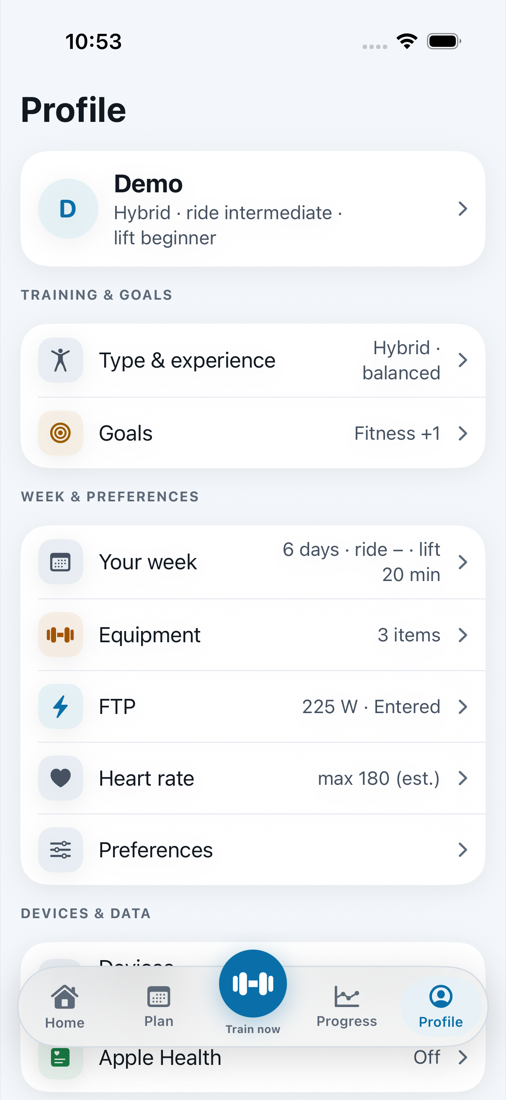 10:53
Profile
D
Demo
Hybrid · ride intermediate ·
lift beginner
TRAINING & GOALS
Type & experience
Hybrid ·
balanced
Goals
Fitness +1
WEEK & PREFERENCES
Your week
6 days · ride – · lift
20 min
Equipment
3 items
FTP
225 W · Entered
Heart rate
max 180 (est.)
Preferences
DEVICES & DATA
Devices
Home
Plan
Train now
Progress
Profile
Apple Health
Off